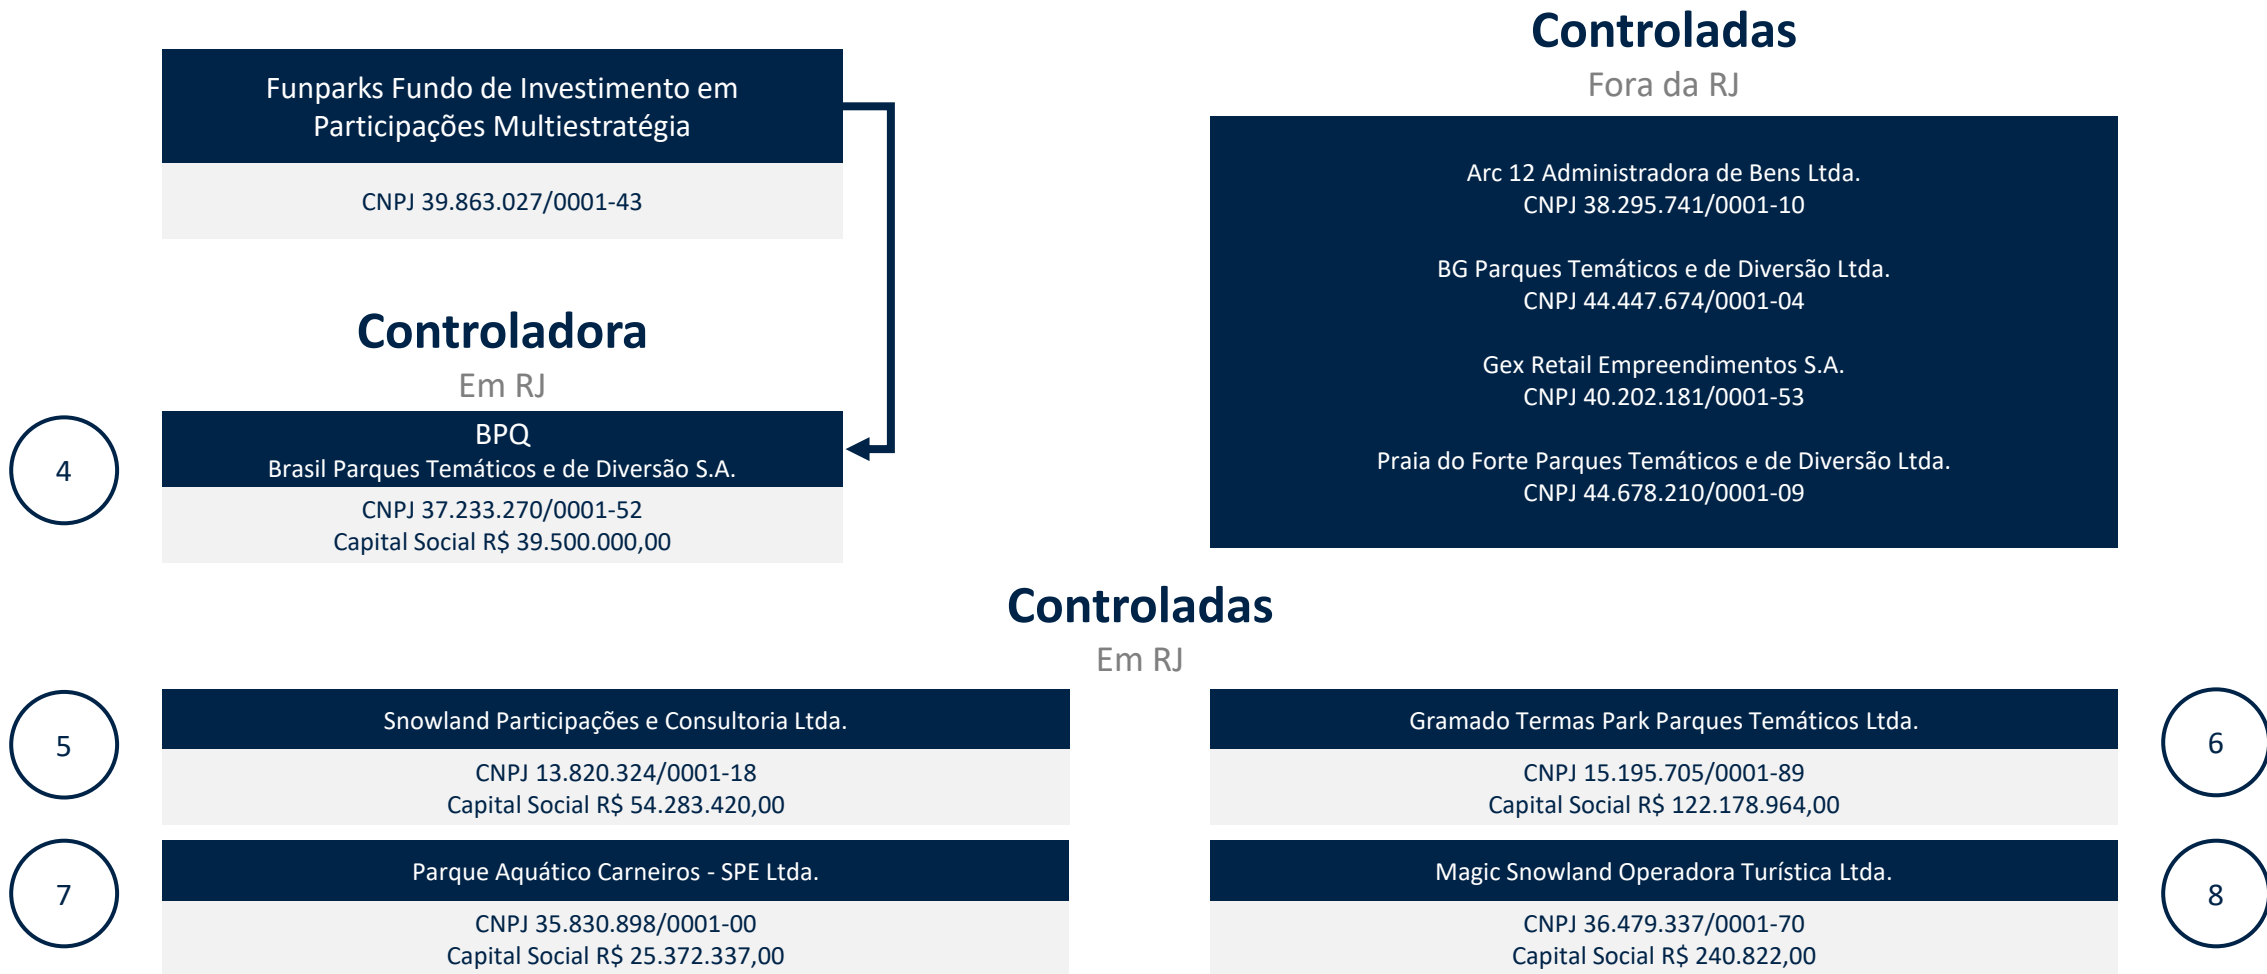 Funparks Fundo de Investimento em
Participações Multiestratégia
CNPJ 39.863.027/0001-43
Controladora
Em RJ
4
BPQ
Brasil Parques Temáticos e de Diversão S.A.
CNPJ 37.233.270/0001-52
Capital Social R$ 39.500.000,00
Controladas
Fora da RJ
Arc 12 Administradora de Bens Ltda.
CNPJ 38.295.741/0001-10
BG Parques Temáticos e de Diversão Ltda.
CNPJ 44.447.674/0001-04
Gex Retail Empreendimentos S.A.
CNPJ 40.202.181/0001-53
Praia do Forte Parques Temáticos e de Diversão Ltda.
CNPJ 44.678.210/0001-09
Controladas
Em RJ
5
Snowland Participações e Consultoria Ltda.
CNPJ 13.820.324/0001-18
Capital Social R$ 54.283.420,00
Gramado Termas Park Parques Temáticos Ltda.
CNPJ 15.195.705/0001-89
Capital Social R$ 122.178.964,00
6
7
Parque Aquático Carneiros - SPE Ltda.
CNPJ 35.830.898/0001-00
Capital Social R$ 25.372.337,00
Magic Snowland Operadora Turística Ltda.
CNPJ 36.479.337/0001-70
Capital Social R$ 240.822,00
8